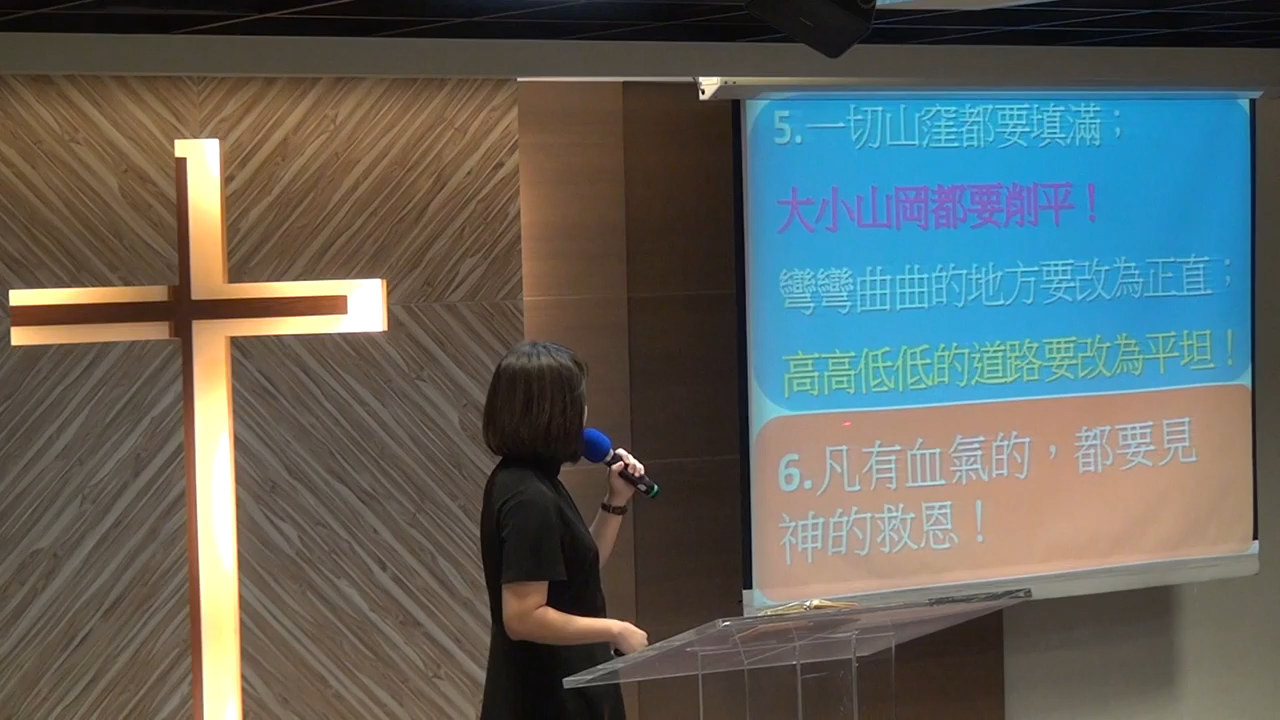 5.一切山窪都要填滿；
大小山岡都要削平！
彎彎曲曲的地方要改為正直；
高高低低的道路要改為平坦！
6.凡有血氣的，都要見
神的救恩！